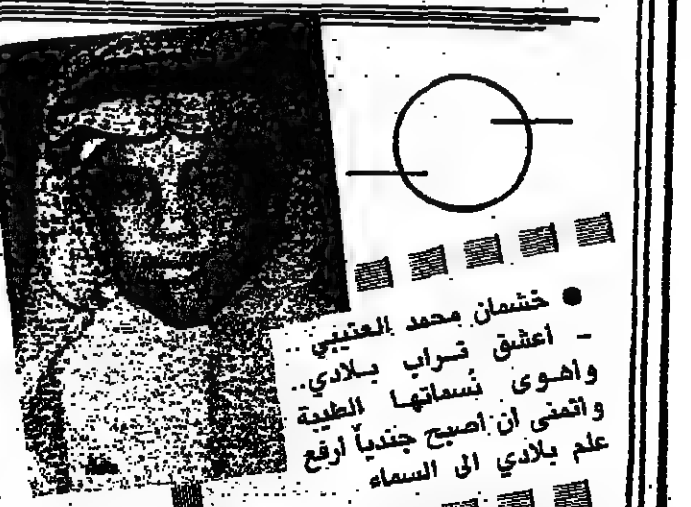 ● خشمان محمد العتيبي ..
- اعشق تراب بلادي..
واهوى نسماتها الطيبة
واتمنى ان اصبح جندياً ارفع
علم بلادي الى السماء